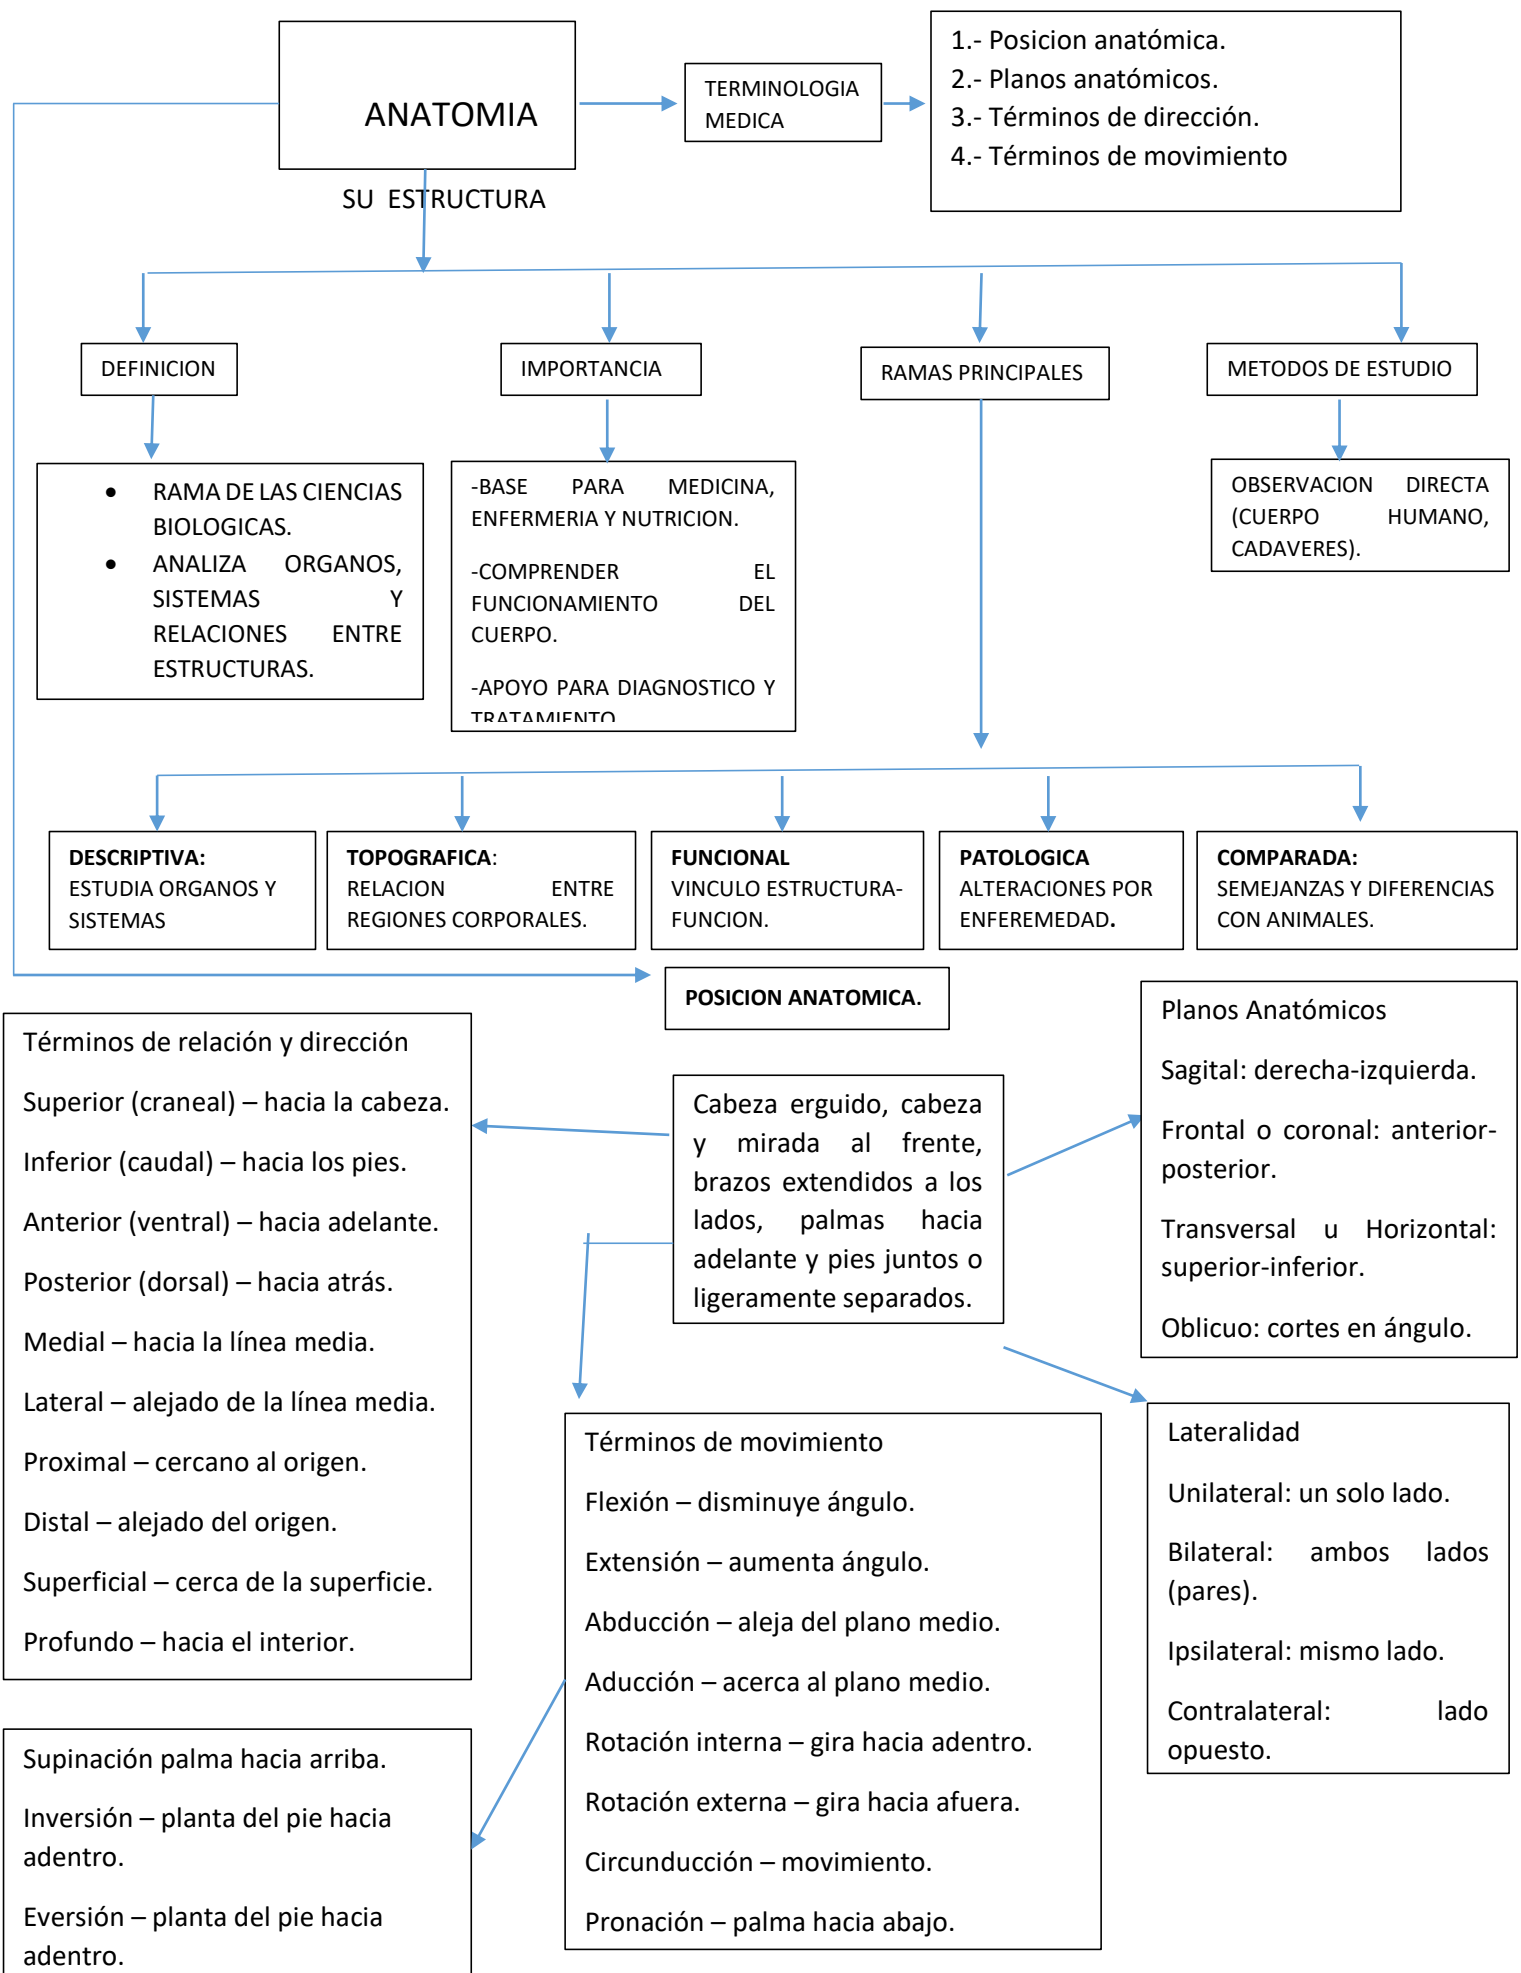 ANATOMIA
SU ESTRUCTURA
TERMINOLOGIA
MEDICA
1.- Posicion anatómica.
2.- Planos anatómicos.
3.- Términos de dirección.
4.- Términos de movimiento
DEFINICION
IMPORTANCIA
RAMAS PRINCIPALES
METODOS DE ESTUDIO
• RAMA DE LAS CIENCIAS
BIOLOGICAS.
• ANALIZA ORGANOS,
SISTEMAS Y
RELACIONES ENTRE
ESTRUCTURAS.
-BASE PARA MEDICINA,
ENFERMERIA Y NUTRICION.
-COMPRENDER EL
FUNCIONAMIENTO DEL
CUERPO.
-APOYO PARA DIAGNOSTICO Y
TRATAMIENTO
OBSERVACION DIRECTA
(CUERPO HUMANO,
CADAVERES).
DESCRIPTIVA:
ESTUDIA ORGANOS Y
SISTEMAS
TOPOGRAFICA:
RELACION ENTRE
REGIONES CORPORALES.
FUNCIONAL
VINCULO ESTRUCTURA-
FUNCION.
PATOLOGICA
ALTERACIONES POR
ENFEREMEDAD.
COMPARADA:
SEMEJANZAS Y DIFERENCIAS
CON ANIMALES.
POSICION ANATOMICA.
Términos de relación y dirección
Superior (craneal) – hacia la cabeza.
Inferior (caudal) – hacia los pies.
Anterior (ventral) – hacia adelante.
Posterior (dorsal) – hacia atrás.
Medial – hacia la línea media.
Lateral – alejado de la línea media.
Proximal – cercano al origen.
Distal – alejado del origen.
Superficial – cerca de la superficie.
Profundo – hacia el interior.
Cabeza erguido, cabeza
y mirada al frente,
brazos extendidos a los
lados, palmas hacia
adelante y pies juntos o
ligeramente separados.
Planos Anatómicos
Sagital: derecha-izquierda.
Frontal o coronal: anterior-
posterior.
Transversal u Horizontal:
superior-inferior.
Oblicuo: cortes en ángulo.
Términos de movimiento
Flexión – disminuye ángulo.
Extensión – aumenta ángulo.
Abducción – aleja del plano medio.
Aducción – acerca al plano medio.
Rotación interna – gira hacia adentro.
Rotación externa – gira hacia afuera.
Circunducción – movimiento.
Pronación – palma hacia abajo.
Lateralidad
Unilateral: un solo lado.
Bilateral: ambos lados
(pares).
Ipsilateral: mismo lado.
Contralateral: lado
opuesto.
Supinación palma hacia arriba.
Inversión – planta del pie hacia
adentro.
Eversión – planta del pie hacia
adentro.